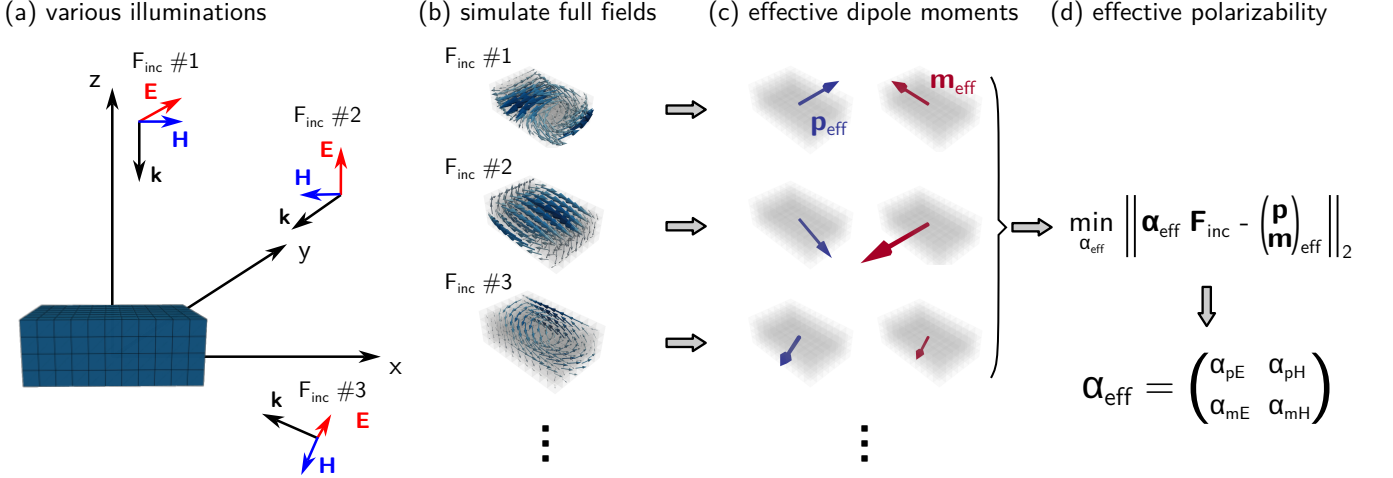 (a) various illuminations
(b) simulate full fields
(c) effective dipole moments
(d) effective polarizability
z
F_inc #1
E
H
k
F_inc #2
E
H
k
y
x
F_inc #3
k
E
H
F_inc #1
F_inc #2
F_inc #3
⋮
p_eff
m_eff
⋮
min_{α_eff} ‖ α_eff F_inc - (p m)_eff ‖_2
α_eff = (α_pE α_pH
α_mE α_mH)